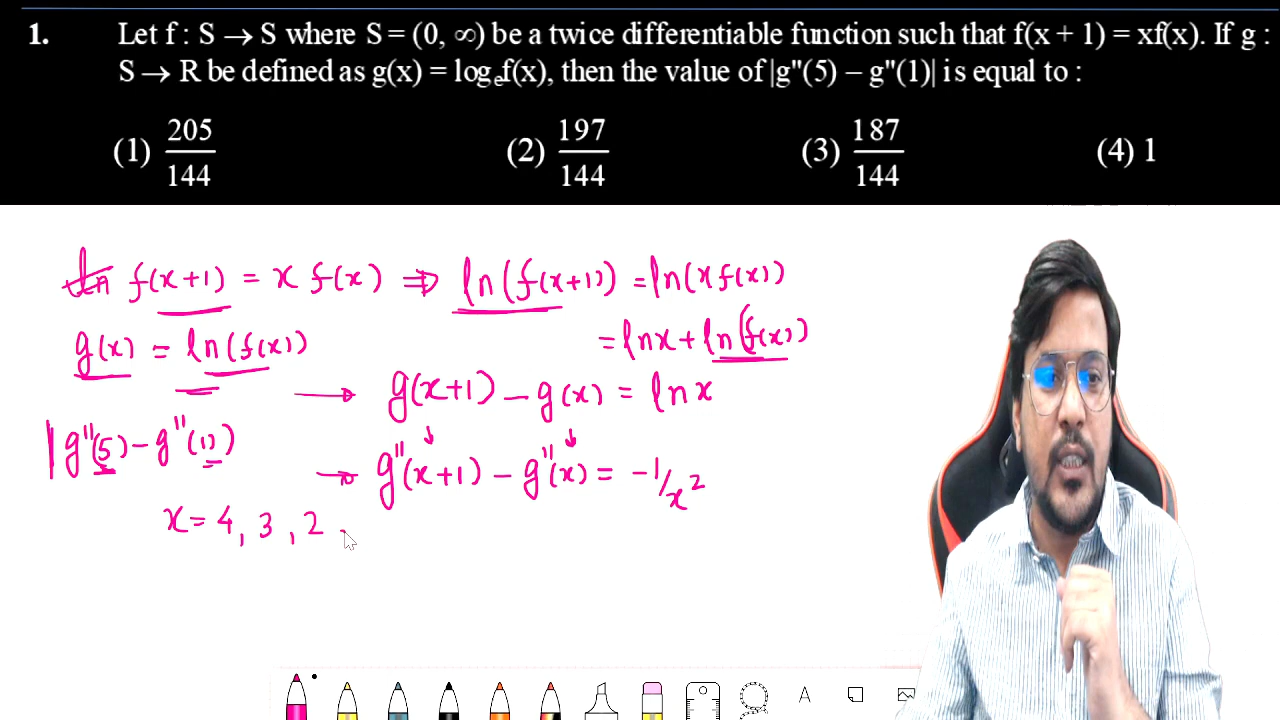 1. Let f : S → S where S = (0, ∞) be a twice differentiable function such that f(x + 1) = xf(x). If g :
S → R be defined as g(x) = logₑf(x), then the value of |g"(5) – g"(1)| is equal to :
(1) 205/144 (2) 197/144 (3) 187/144 (4) 1
ln f(x+1) = x f(x) ⇒ ln(f(x+1)) = ln(x f(x))
g(x) = ln(f(x)) = lnx + ln(f(x))
→ g(x+1) – g(x) = ln x
|g"(5) – g"(1)
→ g"(x+1) – g"(x) = -1/x²
x = 4, 3, 2
A